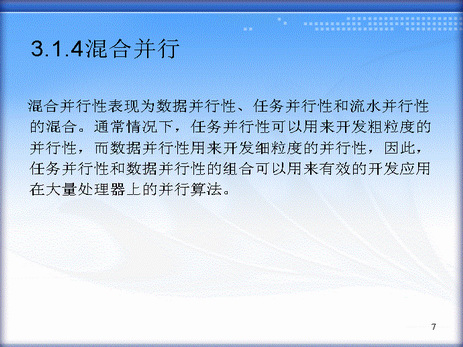 3.1.4混合并行
混合并行性表现为数据并行性、任务并行性和流水并行性
的混合。通常情况下，任务并行性可以用来开发粗粒度的
并行性，而数据并行性用来开发细粒度的并行性，因此，
任务并行性和数据并行性的组合可以用来有效的开发应用
在大量处理器上的并行算法。
7